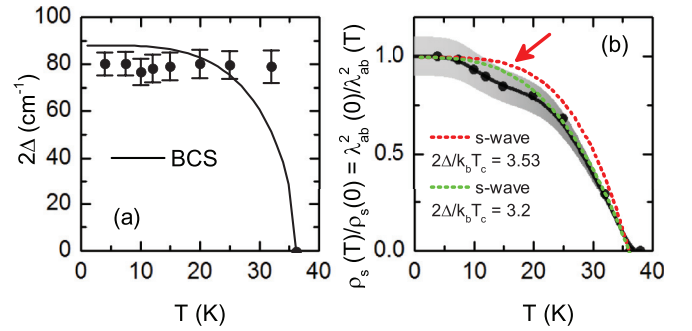 100
80
60
40
20
0
2Δ (cm⁻¹)
BCS
(a)
0 10 20 30 40
T (K)
ρₛ(T)/ρₛ(0) = λ²ab(0)/λ²ab(T)
1.0
0.5
0.0
(b)
s-wave
2Δ/k_bT_c = 3.53
s-wave
2Δ/k_bT_c = 3.2
0 10 20 30 40
T (K)